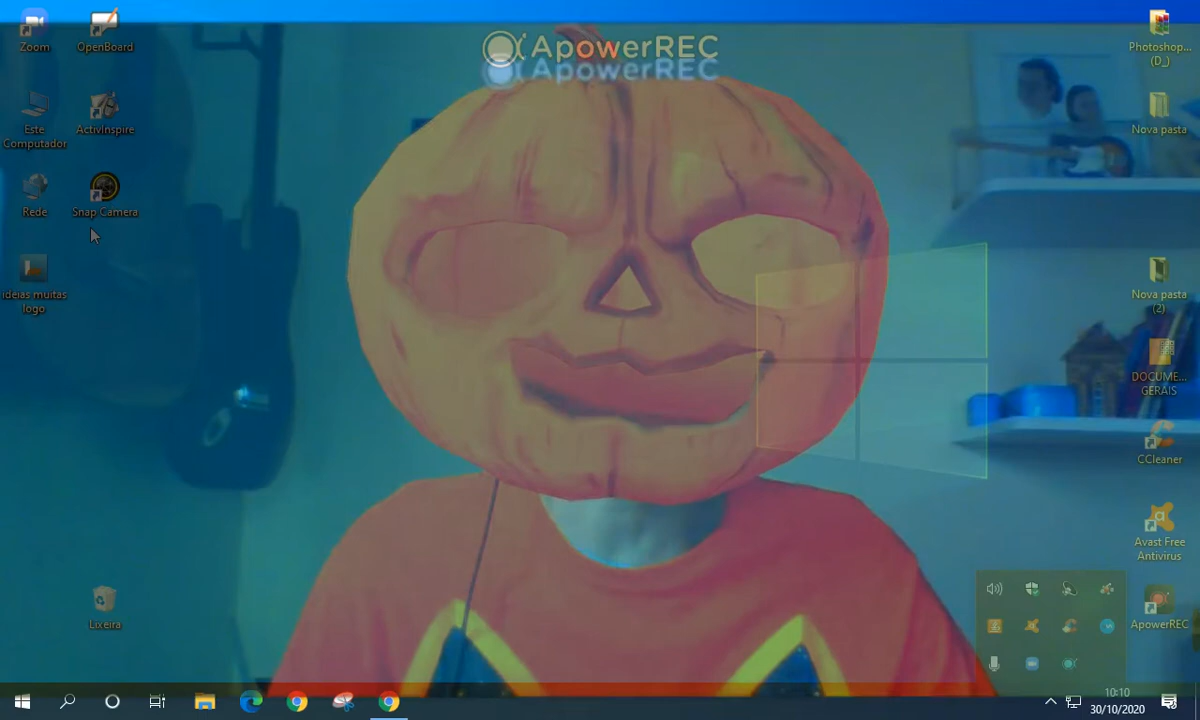 ApowerREC
ApowerREC
Zoom
OpenBoard
Este
Computador
ActivInspire
Rede
Snap Camera
ideias muitas
logo
Lixeira
Photoshop...
(D_)
Nova pasta
Nova pasta
(2)
DOCUME...
GERAIS
CCleaner
Avast Free
Antivirus
ApowerREC
10:10
30/10/2020